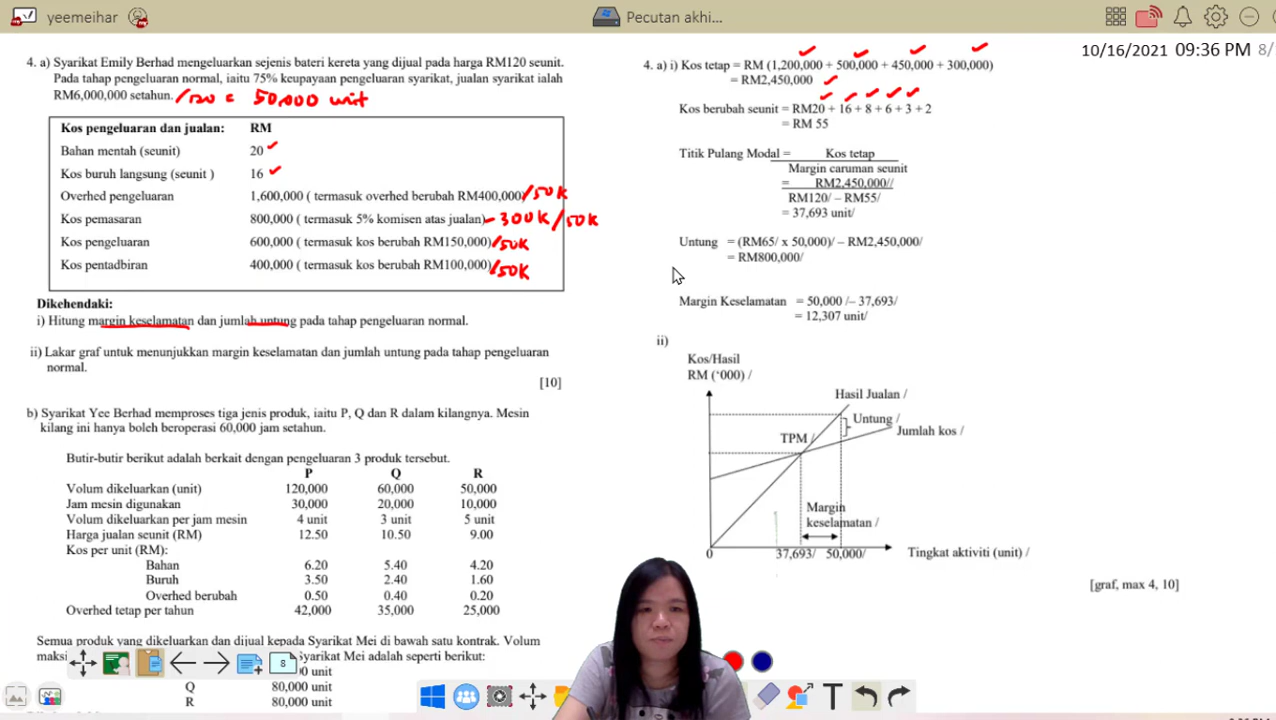 yeemeihar
Pecutan akhi...
10/16/2021 09:36 PM 8/
4. a) Syarikat Emily Berhad mengeluarkan sejenis bateri kereta yang dijual pada harga RM120 seunit.
Pada tahap pengeluaran normal, iaitu 75% keupayaan pengeluaran syarikat, jualan syarikat ialah
RM6,000,000 setahun. /120 = 50,000 unit
Kos pengeluaran dan jualan: RM
Bahan mentah (seunit) 20
Kos buruh langsung (seunit ) 16
Overhed pengeluaran 1,600,000 ( termasuk overhed berubah RM400,000) /50K
Kos pemasaran 800,000 ( termasuk 5% komisen atas jualan) - 300K /50K
Kos pengeluaran 600,000 ( termasuk kos berubah RM150,000) /50K
Kos pentadbiran 400,000 ( termasuk kos berubah RM100,000) /50K
Dikehendaki:
i) Hitung margin keselamatan dan jumlah untung pada tahap pengeluaran normal.
ii) Lakar graf untuk menunjukkan margin keselamatan dan jumlah untung pada tahap pengeluaran
normal.
[10]
b) Syarikat Yee Berhad memproses tiga jenis produk, iaitu P, Q dan R dalam kilangnya. Mesin
kilang ini hanya boleh beroperasi 60,000 jam setahun.
Butir-butir berikut adalah berkait dengan pengeluaran 3 produk tersebut.
P Q R
Volum dikeluarkan (unit) 120,000 60,000 50,000
Jam mesin digunakan 30,000 20,000 10,000
Volum dikeluarkan per jam mesin 4 unit 3 unit 5 unit
Harga jualan seunit (RM) 12.50 10.50 9.00
Kos per unit (RM):
Bahan 6.20 5.40 4.20
Buruh 3.50 2.40 1.60
Overhed berubah 0.50 0.40 0.20
Overhed tetap per tahun 42,000 35,000 25,000
Semua produk yang dikeluarkan dan dijual kepada Syarikat Mei di bawah satu kontrak. Volum
maksi Syarikat Mei adalah seperti berikut:
unit
Q 80,000 unit
R 80,000 unit
8
4. a) i) Kos tetap = RM (1,200,000 + 500,000 + 450,000 + 300,000)
= RM2,450,000
Kos berubah seunit = RM20 + 16 + 8 + 6 + 3 + 2
= RM 55
Titik Pulang Modal = Kos tetap
Margin caruman seunit
= RM2,450,000//
RM120/ – RM55/
= 37,693 unit/
Untung = (RM65/ x 50,000)/ – RM2,450,000/
= RM800,000/
Margin Keselamatan = 50,000 /– 37,693/
= 12,307 unit/
ii)
Kos/Hasil
RM (‘000) /
Hasil Jualan /
Untung /
Jumlah kos /
TPM /
Margin
keselamatan /
0 37,693/ 50,000/ Tingkat aktiviti (unit) /
[graf, max 4, 10]
T